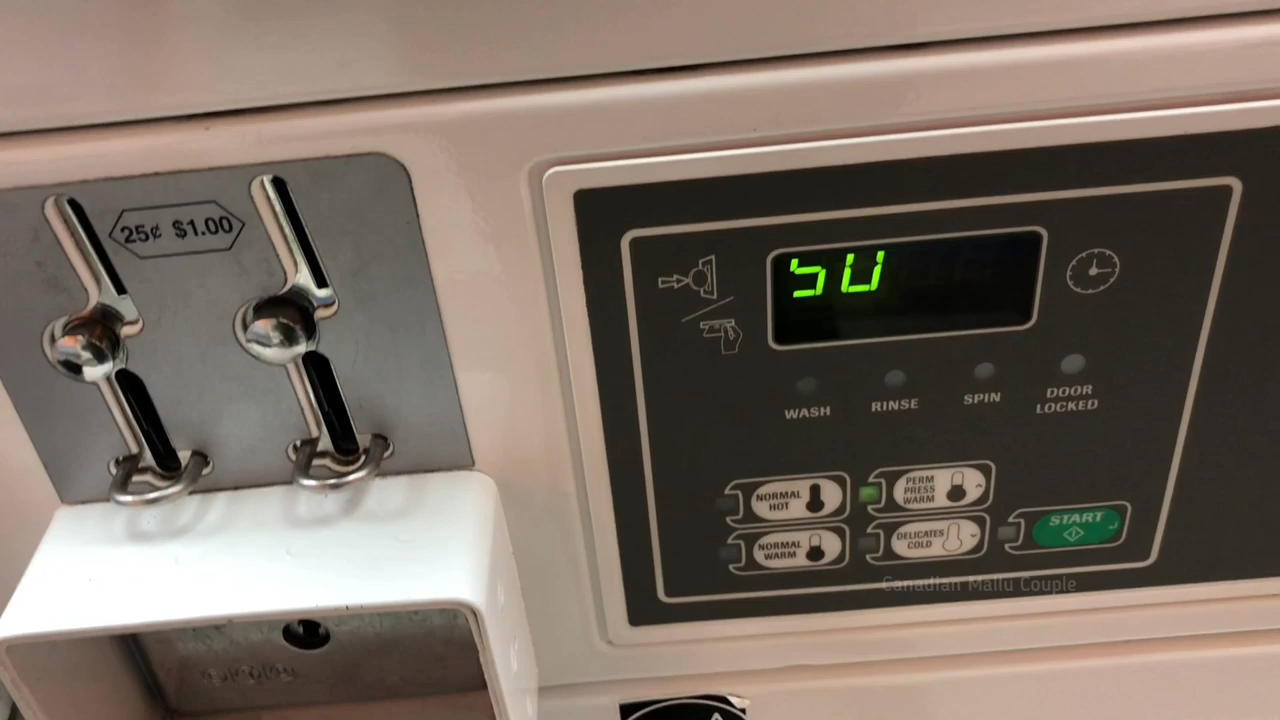 25¢ $1.00
WASH
RINSE
SPIN
DOOR
LOCKED
NORMAL
HOT
PERM
PRESS
WARM
NORMAL
WARM
DELICATES
COLD
START
Canadian Mallu Couple